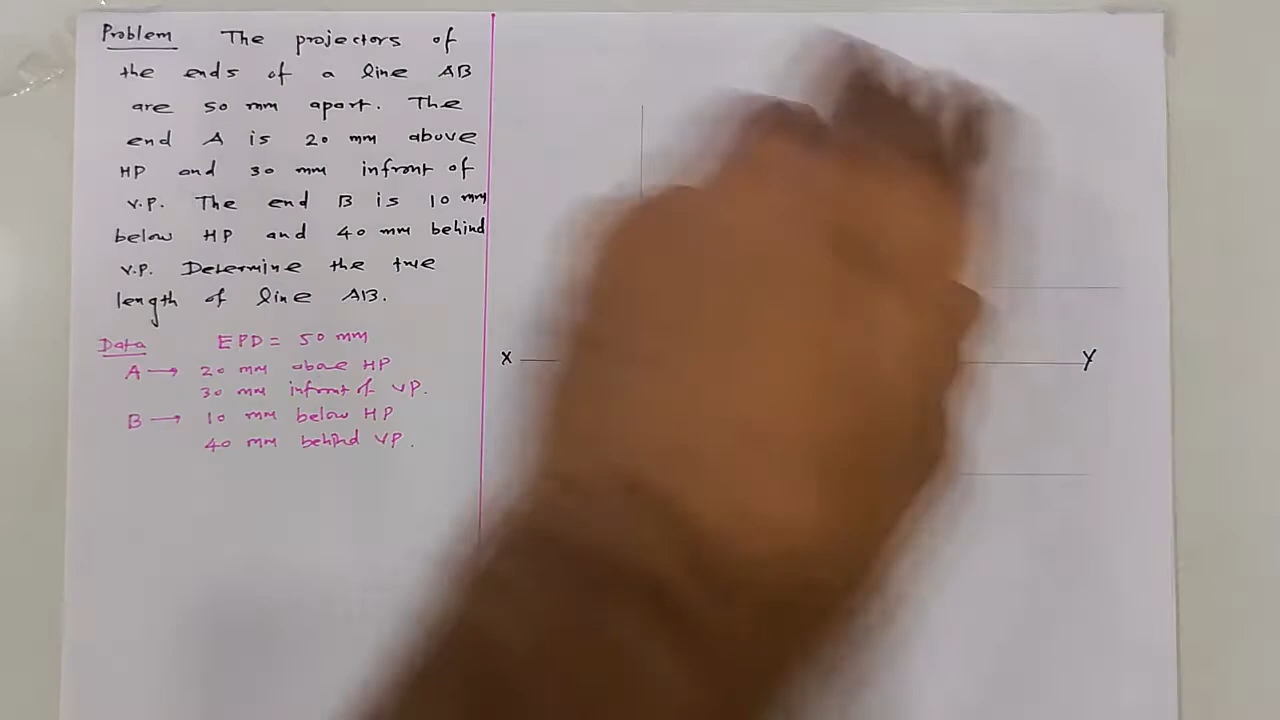 Problem The projectors of
the ends of a line AB
are 50 mm apart. The
end A is 20 mm above
HP and 30 mm infront of
V.P. The end B is 10 mm
below HP and 40 mm behind
V.P. Determine the true
length of line AB.
Data EPD = 50 mm
A → 20 mm above HP
30 mm infront of VP.
B → 10 mm below HP
40 mm behind VP.
X Y